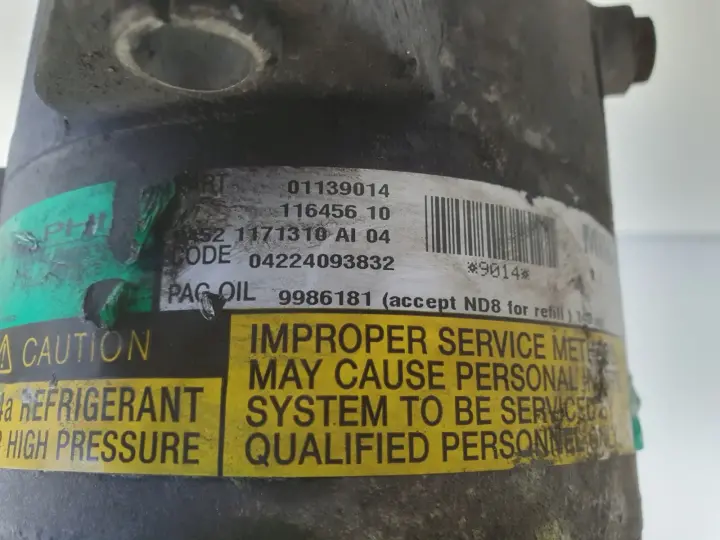 01139014
116456 10
1171310 AI 04
CODE 04224093832
*9014*
PAG OIL 9986181 (accept ND8 for refill )
CAUTION
REFRIGERANT
HIGH PRESSURE
IMPROPER SERVICE
MAY CAUSE PERSONAL
SYSTEM TO BE
QUALIFIED PERSONNEL